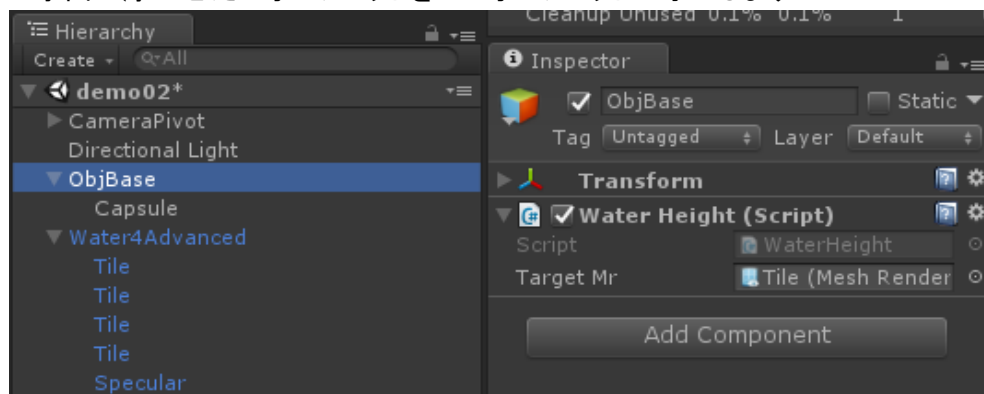 Hierarchy
Create
All
demo02*
CameraPivot
Directional Light
ObjBase
Capsule
Water4Advanced
Tile
Tile
Tile
Tile
Specular
Cleanup Unused 0.1% 0.1% 1
Inspector
ObjBase Static
Tag Untagged Layer Default
Transform
Water Height (Script)
Script WaterHeight
Target Mr Tile (Mesh Render
Add Component